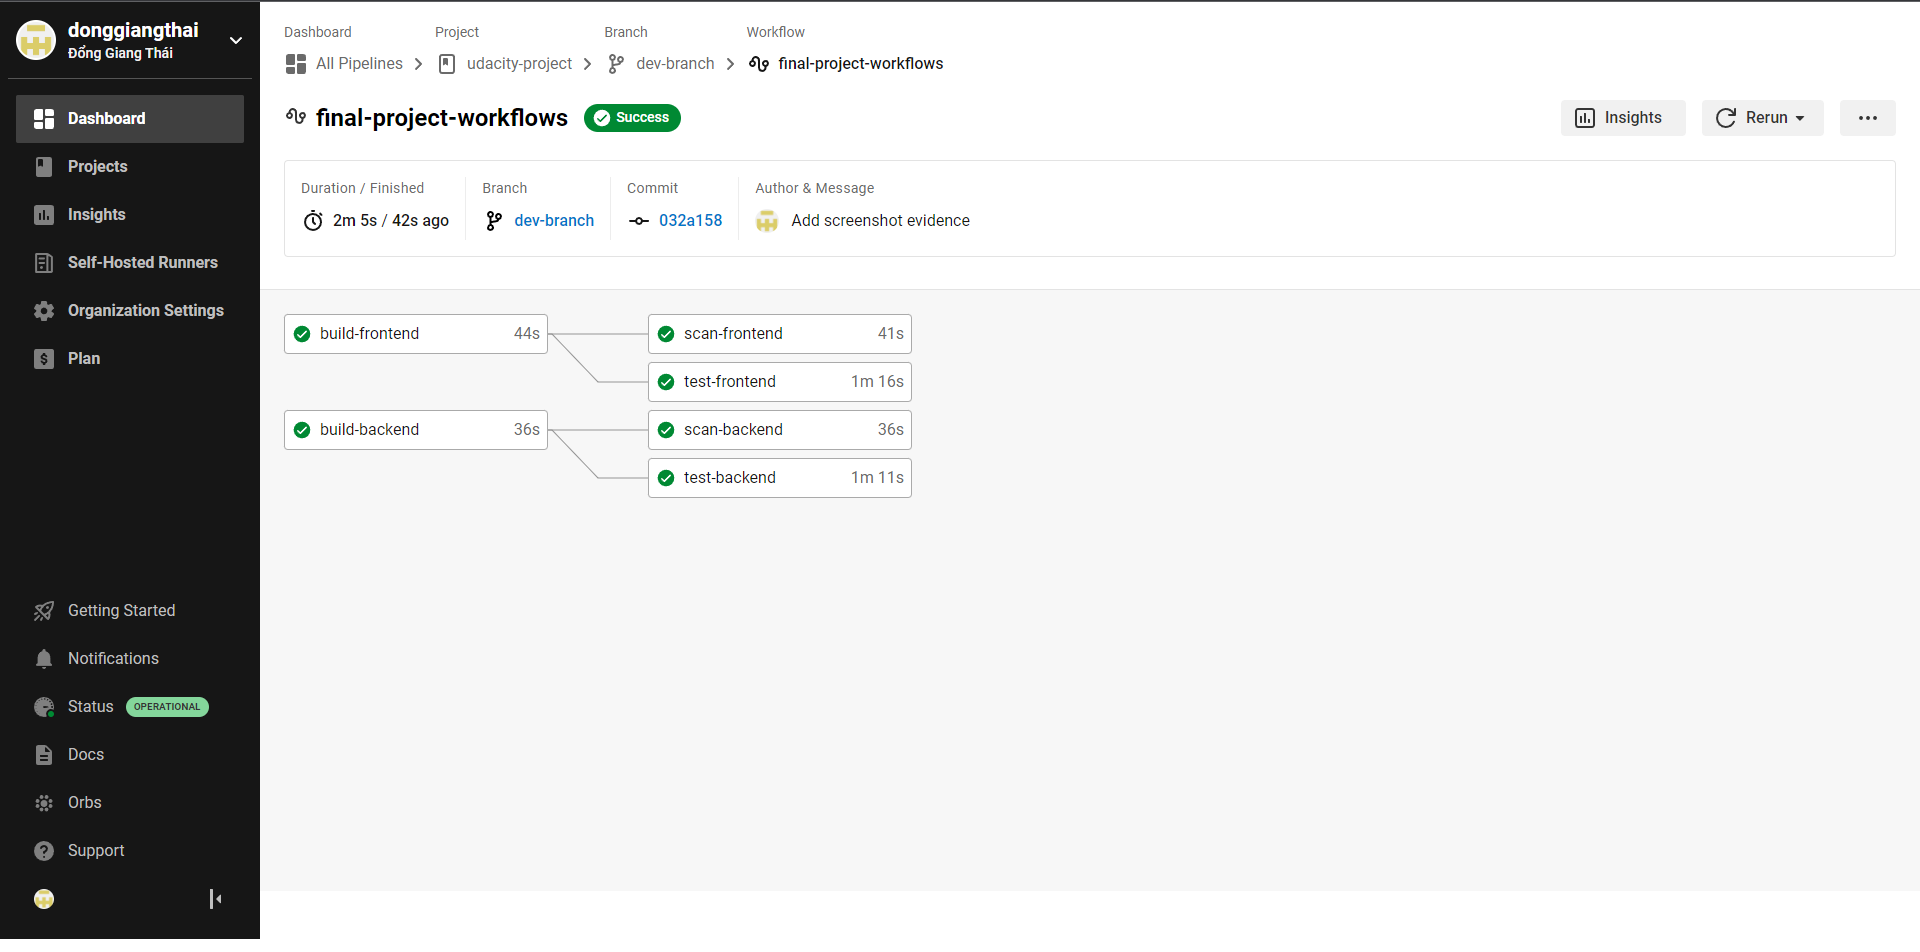 donggiangthai
Đồng Giang Thái
Dashboard
Projects
Insights
Self-Hosted Runners
Organization Settings
Plan
Getting Started
Notifications
Status OPERATIONAL
Docs
Orbs
Support
Dashboard Project Branch Workflow
All Pipelines udacity-project dev-branch final-project-workflows
final-project-workflows Success Insights Rerun
Duration / Finished Branch Commit Author & Message
2m 5s / 42s ago dev-branch 032a158 Add screenshot evidence
build-frontend 44s scan-frontend 41s
test-frontend 1m 16s
build-backend 36s scan-backend 36s
test-backend 1m 11s